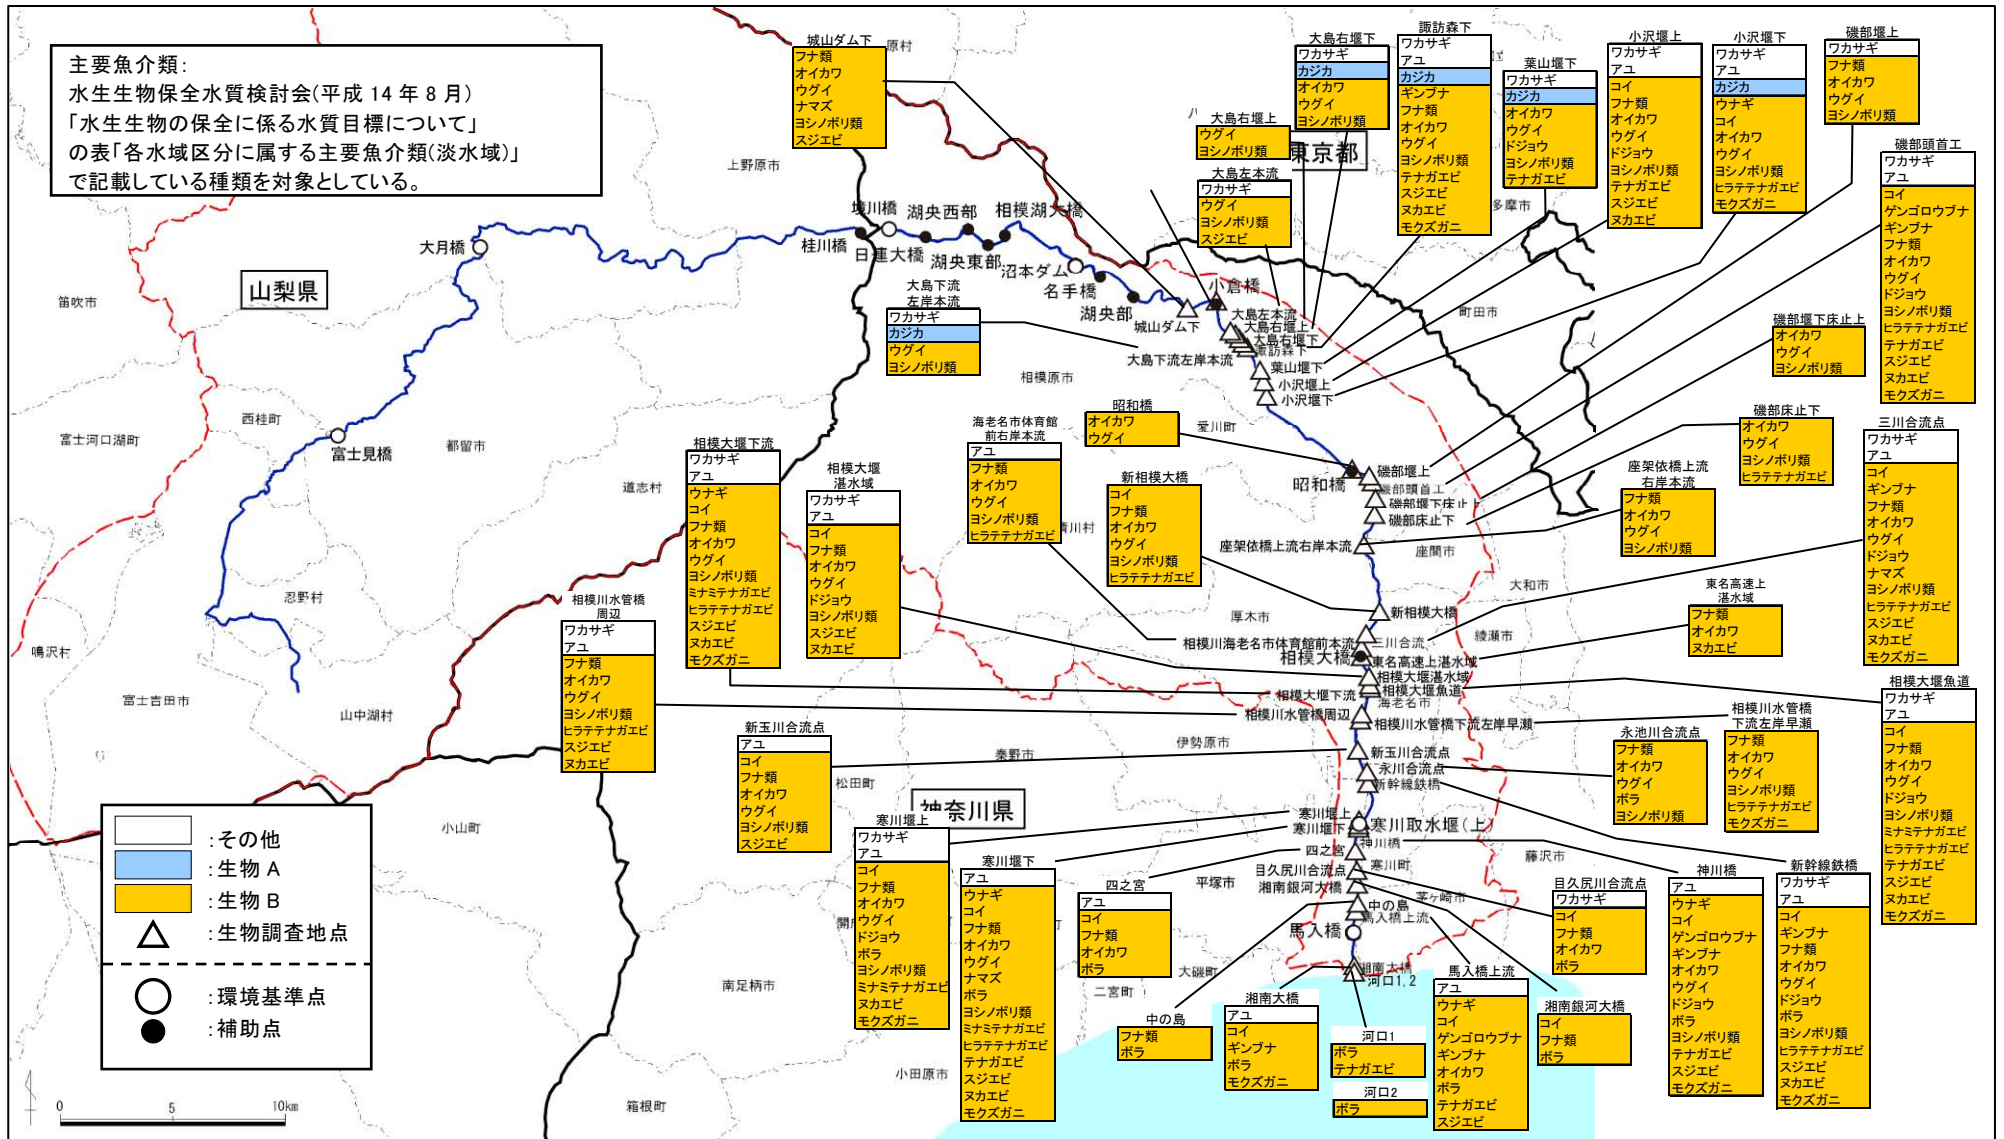 主要魚介類：
水生生物保全水質検討会(平成14年8月)
「水生生物の保全に係る水質目標について」
の表「各水域区分に属する主要魚介類(淡水域)」
で記載している種類を対象としている。
城山ダム下
フナ類
オイカワ
ウグイ
ナマズ
ヨシノボリ類
スジエビ
原村
大島右堰上
ウグイ
ヨシノボリ類
大島左本流
ワカサギ
ウグイ
ヨシノボリ類
スジエビ
大島右堰下
ワカサギ
カジカ
オイカワ
ウグイ
ヨシノボリ類
東京都
諏訪森下
ワカサギ
アユ
カジカ
ギンブナ
フナ類
オイカワ
ウグイ
ヨシノボリ類
テナガエビ
スジエビ
ヌカエビ
モクズガニ
葉山堰下
ワカサギ
カジカ
オイカワ
ウグイ
ドジョウ
ヨシノボリ類
テナガエビ
小沢堰上
ワカサギ
アユ
コイ
フナ類
オイカワ
ウグイ
ドジョウ
ヨシノボリ類
テナガエビ
スジエビ
ヌカエビ
小沢堰下
ワカサギ
アユ
カジカ
ウナギ
コイ
オイカワ
ウグイ
ヨシノボリ類
ヒラテテナガエビ
モクズガニ
磯部堰上
ワカサギ
フナ類
オイカワ
ウグイ
ヨシノボリ類
磯部頭首工
ワカサギ
アユ
コイ
ゲンゴロウブナ
ギンブナ
フナ類
オイカワ
ウグイ
ドジョウ
ヨシノボリ類
ヒラテテナガエビ
テナガエビ
スジエビ
ヌカエビ
モクズガニ
上野原市
多摩市
町田市
境川橋
湖央西部
相模湖大橋
大月橋
桂川橋
日連大橋
湖央東部
沼本ダム
名手橋
湖央部
小倉橋
城山ダム下
大島左本流
大島右堰上
大島右堰下
諏訪森下
大島下流左岸本流
葉山堰下
小沢堰上
小沢堰下
山梨県
笛吹市
大島下流
左岸本流
ワカサギ
カジカ
ウグイ
ヨシノボリ類
相模原市
磯部堰下床止上
オイカワ
ウグイ
ヨシノボリ類
西桂町
富士河口湖町
富士見橋
都留市
道志村
愛川町
清川村
昭和橋
オイカワ
ウグイ
海老名市体育館
前右岸本流
アユ
フナ類
オイカワ
ウグイ
ヨシノボリ類
ヒラテテナガエビ
新相模大橋
コイ
フナ類
オイカワ
ウグイ
ヨシノボリ類
ヒラテテナガエビ
相模大堰下流
ワカサギ
アユ
ウナギ
コイ
フナ類
オイカワ
ウグイ
ヨシノボリ類
ミナミテナガエビ
ヒラテテナガエビ
スジエビ
ヌカエビ
モクズガニ
相模大堰
湛水域
ワカサギ
アユ
コイ
フナ類
オイカワ
ウグイ
ドジョウ
ヨシノボリ類
スジエビ
ヌカエビ
磯部床止下
オイカワ
ウグイ
ヨシノボリ類
ヒラテテナガエビ
座架依橋上流
右岸本流
フナ類
オイカワ
ウグイ
ヨシノボリ類
三川合流点
ワカサギ
アユ
コイ
ギンブナ
フナ類
オイカワ
ウグイ
ドジョウ
ナマズ
ヨシノボリ類
ヒラテテナガエビ
スジエビ
ヌカエビ
モクズガニ
昭和橋
磯部堰上
磯部頭首工
磯部堰下床止上
磯部床止下
座架依橋上流右岸本流
座間市
大和市
東名高速上
湛水域
フナ類
オイカワ
ヌカエビ
忍野村
鳴沢村
富士吉田市
山中湖村
相模川水管橋
周辺
ワカサギ
アユ
フナ類
オイカワ
ウグイ
ヨシノボリ類
ヒラテテナガエビ
スジエビ
ヌカエビ
厚木市
新相模大橋
綾瀬市
相模川海老名市体育館前本流
三川合流
相模大橋
東名高速上湛水域
相模大堰湛水域
相模大堰下流
相模大堰魚道
海老名市
相模川水管橋周辺
相模川水管橋下流左岸早瀬
相模大堰魚道
ワカサギ
アユ
コイ
フナ類
オイカワ
ウグイ
ドジョウ
ヨシノボリ類
ミナミテナガエビ
ヒラテテナガエビ
テナガエビ
スジエビ
ヌカエビ
モクズガニ
新玉川合流点
アユ
コイ
フナ類
オイカワ
ウグイ
ヨシノボリ類
スジエビ
秦野市
伊勢原市
松田町
新玉川合流点
永川合流点
新幹線鉄橋
永池川合流点
フナ類
オイカワ
ウグイ
ボラ
ヨシノボリ類
相模川水管橋
下流左岸早瀬
フナ類
オイカワ
ウグイ
ヨシノボリ類
ヒラテテナガエビ
モクズガニ
:その他
:生物A
:生物B
:生物調査地点
:環境基準点
:補助点
小山町
神奈川県
寒川堰上
ワカサギ
アユ
コイ
フナ類
オイカワ
ウグイ
ドジョウ
ボラ
ヨシノボリ類
ミナミテナガエビ
ヌカエビ
モクズガニ
寒川堰下
アユ
ウナギ
コイ
フナ類
オイカワ
ウグイ
ナマズ
ボラ
ヨシノボリ類
ミナミテナガエビ
ヒラテテナガエビ
テナガエビ
スジエビ
ヌカエビ
モクズガニ
四之宮
アユ
コイ
フナ類
オイカワ
ボラ
寒川堰上
寒川堰下
寒川取水堰(上)
神川橋
四之宮
目久尻川合流点
寒川町
湘南銀河大橋
平塚市
茅ヶ崎市
藤沢市
中の島
馬入橋上流
馬入橋
湘南大橋
河口1,2
大磯町
二宮町
南足柄市
小田原市
箱根町
中の島
フナ類
ボラ
湘南大橋
アユ
コイ
ギンブナ
ボラ
モクズガニ
河口1
ボラ
テナガエビ
河口2
ボラ
馬入橋上流
アユ
ウナギ
コイ
ゲンゴロウブナ
ギンブナ
オイカワ
ボラ
テナガエビ
スジエビ
目久尻川合流点
ワカサギ
コイ
フナ類
オイカワ
ボラ
湘南銀河大橋
コイ
フナ類
ボラ
神川橋
アユ
ウナギ
コイ
ゲンゴロウブナ
ギンブナ
オイカワ
ウグイ
ドジョウ
ボラ
ヨシノボリ類
テナガエビ
スジエビ
モクズガニ
新幹線鉄橋
ワカサギ
アユ
コイ
ギンブナ
フナ類
オイカワ
ウグイ
ドジョウ
ボラ
ヨシノボリ類
ヒラテテナガエビ
スジエビ
ヌカエビ
モクズガニ
0 5 10km